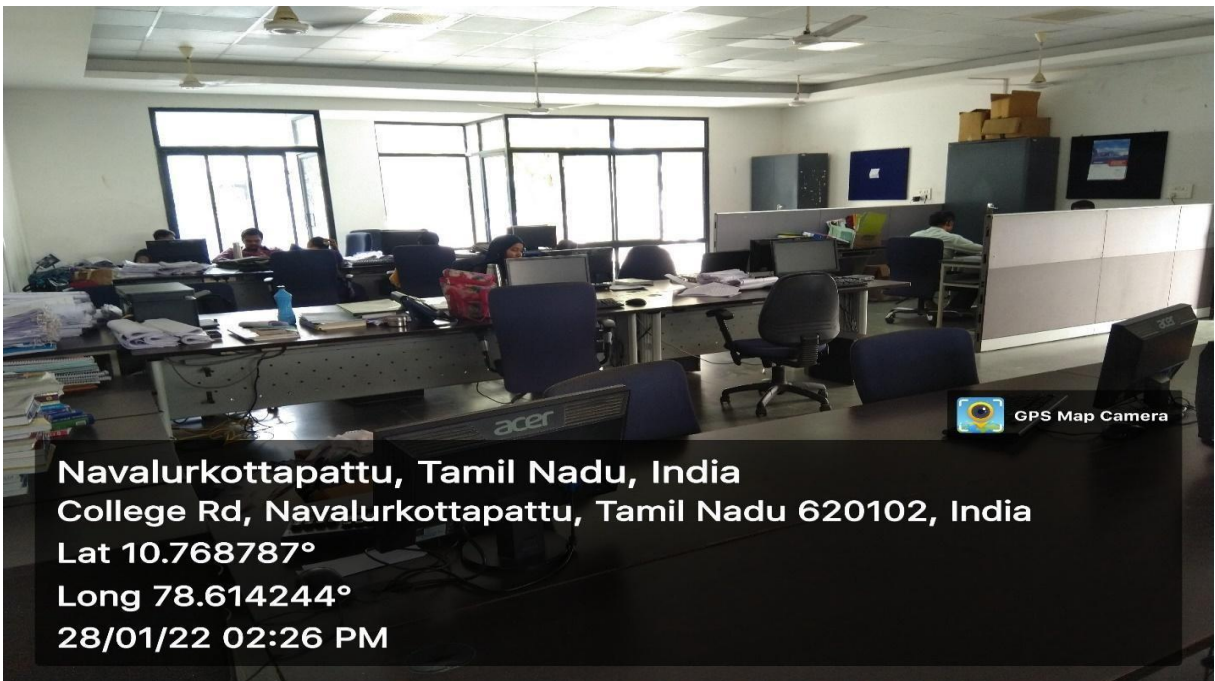 acer
acer
GPS Map Camera
Navalurkottapattu, Tamil Nadu, India
College Rd, Navalurkottapattu, Tamil Nadu 620102, India
Lat 10.768787°
Long 78.614244°
28/01/22 02:26 PM